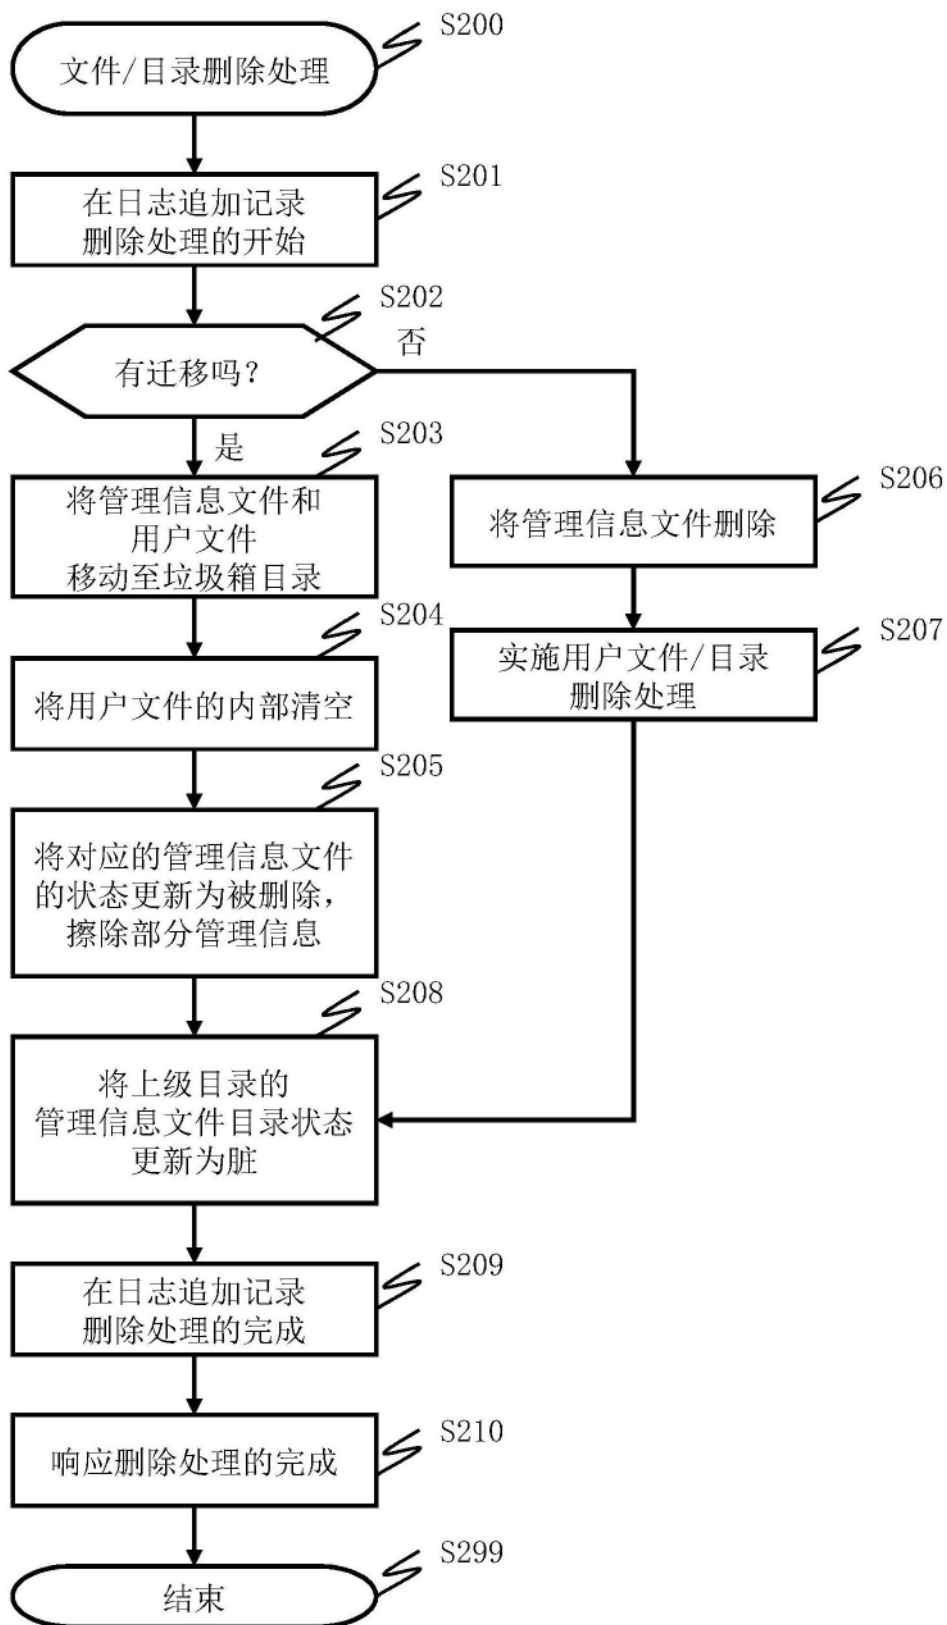 S200
文件/目录删除处理
S201
在日志追加记录
删除处理的开始
S202
有迁移吗?
否
是
S203
将管理信息文件和
用户文件
移动至垃圾箱目录
S206
将管理信息文件删除
S204
将用户文件的内部清空
S207
实施用户文件/目录
删除处理
S205
将对应的管理信息文件
的状态更新为被删除，
擦除部分管理信息
S208
将上级目录的
管理信息文件目录状态
更新为脏
S209
在日志追加记录
删除处理的完成
S210
响应删除处理的完成
S299
结束